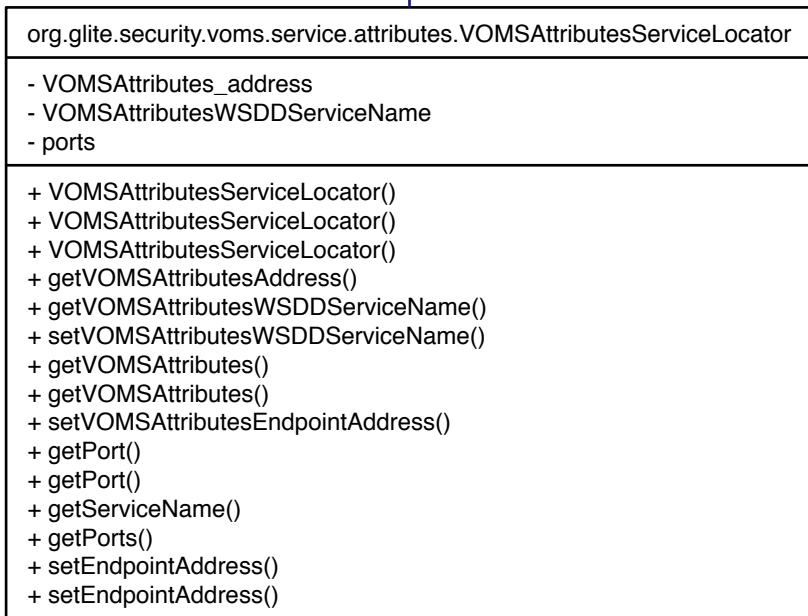 org.glite.security.voms.service.attributes.VOMSAttributesServiceLocator
- VOMSAttributes_address
- VOMSAttributesWSDDServiceName
- ports
+ VOMSAttributesServiceLocator()
+ VOMSAttributesServiceLocator()
+ VOMSAttributesServiceLocator()
+ getVOMSAttributesAddress()
+ getVOMSAttributesWSDDServiceName()
+ setVOMSAttributesWSDDServiceName()
+ getVOMSAttributes()
+ getVOMSAttributes()
+ setVOMSAttributesEndpointAddress()
+ getPort()
+ getPort()
+ getServiceName()
+ getPorts()
+ setEndpointAddress()
+ setEndpointAddress()